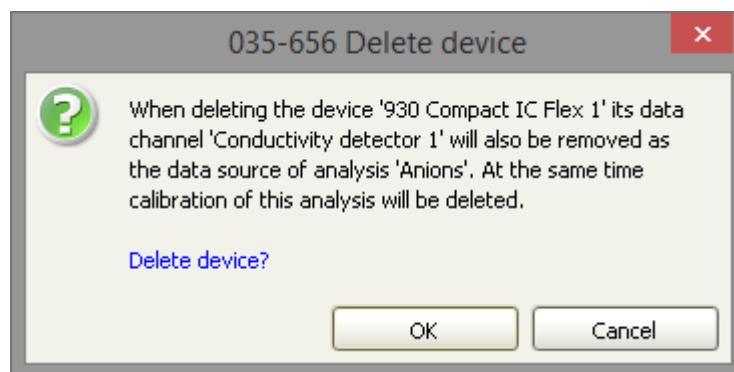 035-656 Delete device
When deleting the device '930 Compact IC Flex 1' its data
channel 'Conductivity detector 1' will also be removed as
the data source of analysis 'Anions'. At the same time
calibration of this analysis will be deleted.
Delete device?
OK
Cancel